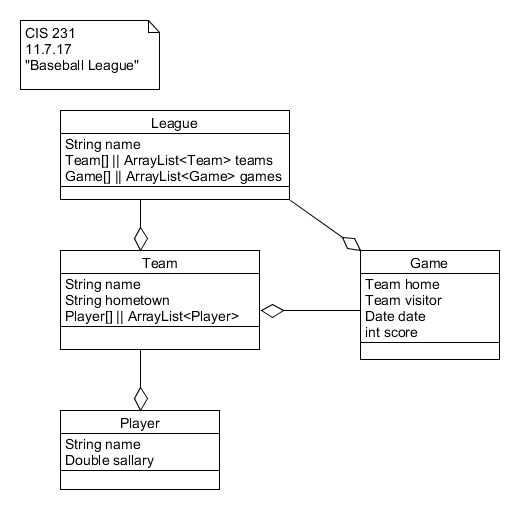 CIS 231
11.7.17
"Baseball League"
League
String name
Team[] || ArrayList<Team> teams
Game[] || ArrayList<Game> games
Team
String name
String hometown
Player[] || ArrayList<Player>
Game
Team home
Team visitor
Date date
int score
Player
String name
Double sallary